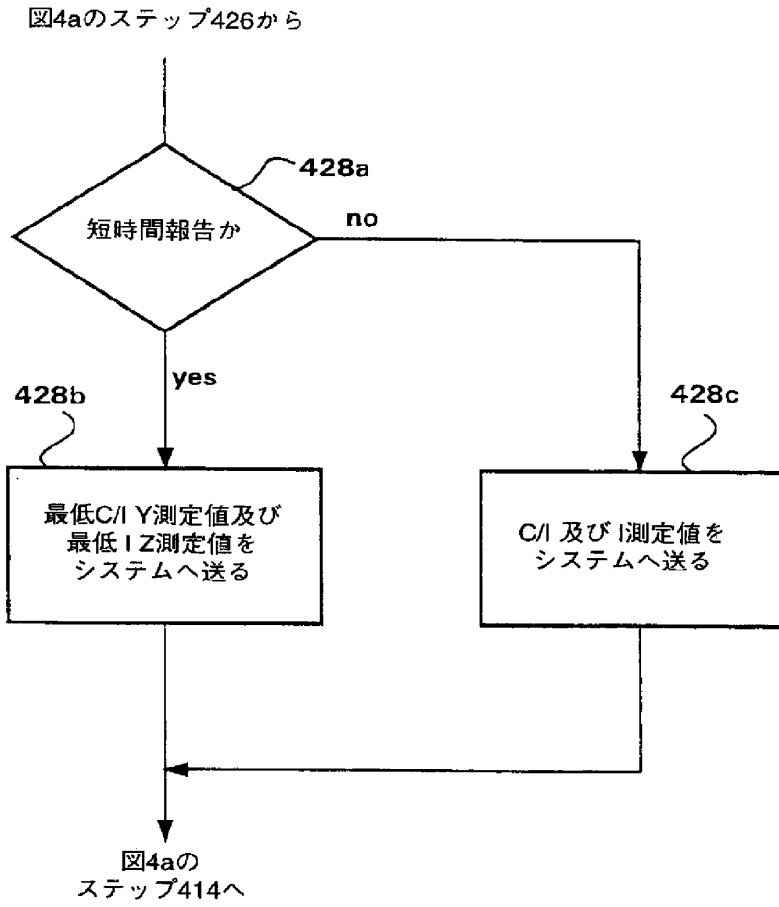 図4aのステップ426から
428a
短時間報告か
no
yes
428b
428c
最低C/I Y測定値及び
最低 I Z測定値を
システムへ送る
C/I 及び I測定値を
システムへ送る
図4aの
ステップ414へ